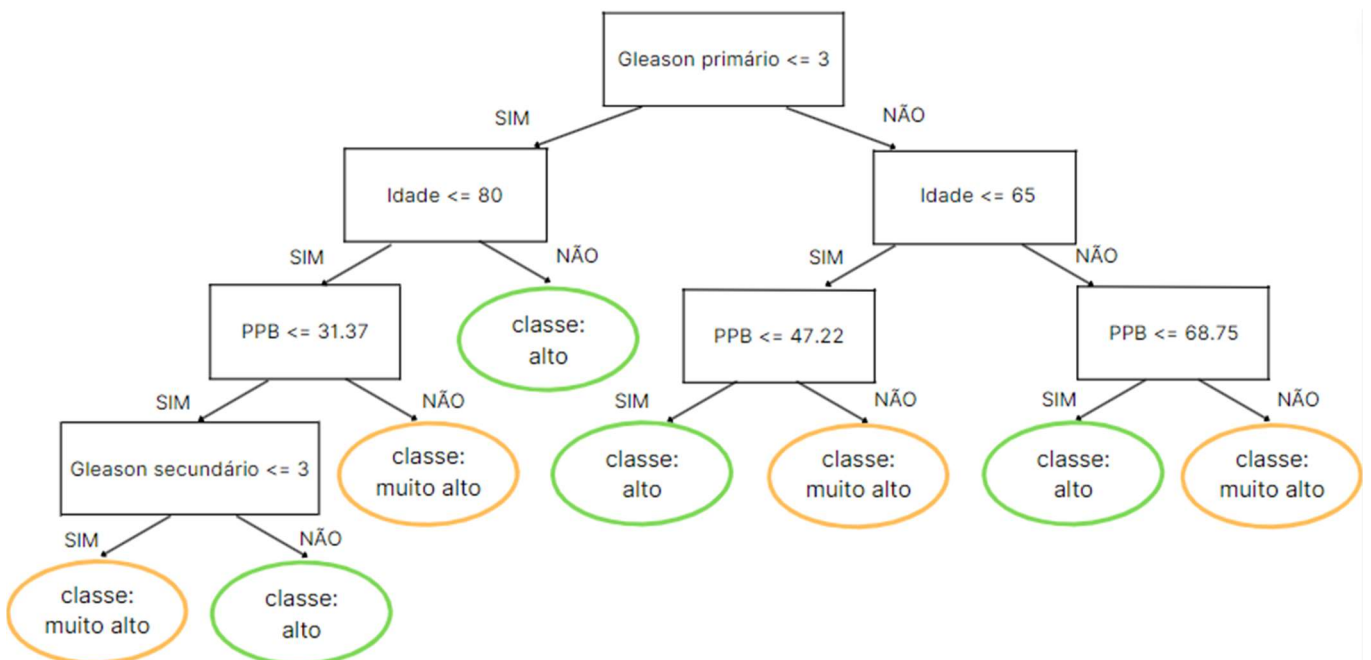 Gleason primário <= 3
SIM
NÃO
Idade <= 80
Idade <= 65
SIM
NÃO
SIM
NÃO
PPB <= 31.37
classe:
alto
PPB <= 47.22
PPB <= 68.75
SIM
NÃO
SIM
NÃO
SIM
NÃO
Gleason secundário <= 3
classe:
muito alto
classe:
alto
classe:
muito alto
classe:
alto
classe:
muito alto
SIM
NÃO
classe:
muito alto
classe:
alto